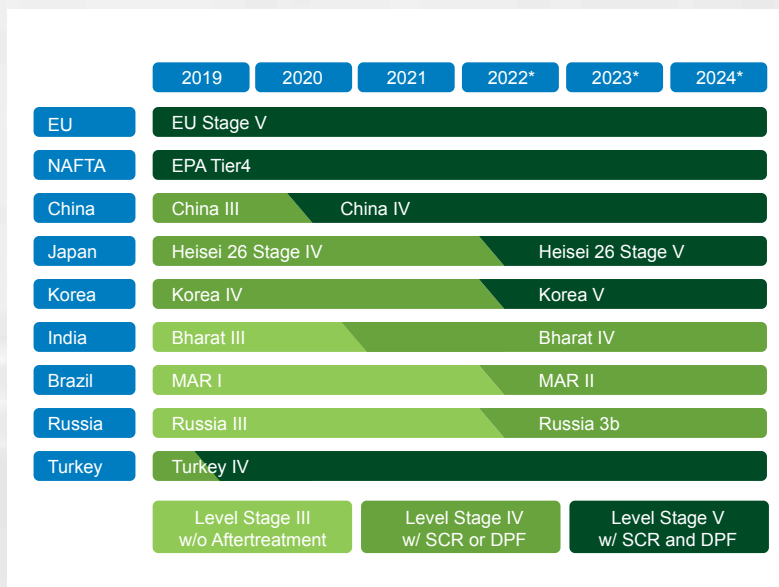 2019 2020 2021 2022* 2023* 2024*
EU EU Stage V
NAFTA EPA Tier4
China China III China IV
Japan Heisei 26 Stage IV Heisei 26 Stage V
Korea Korea IV Korea V
India Bharat III Bharat IV
Brazil MAR I MAR II
Russia Russia III Russia 3b
Turkey Turkey IV
Level Stage III
w/o Aftertreatment
Level Stage IV
w/ SCR or DPF
Level Stage V
w/ SCR and DPF